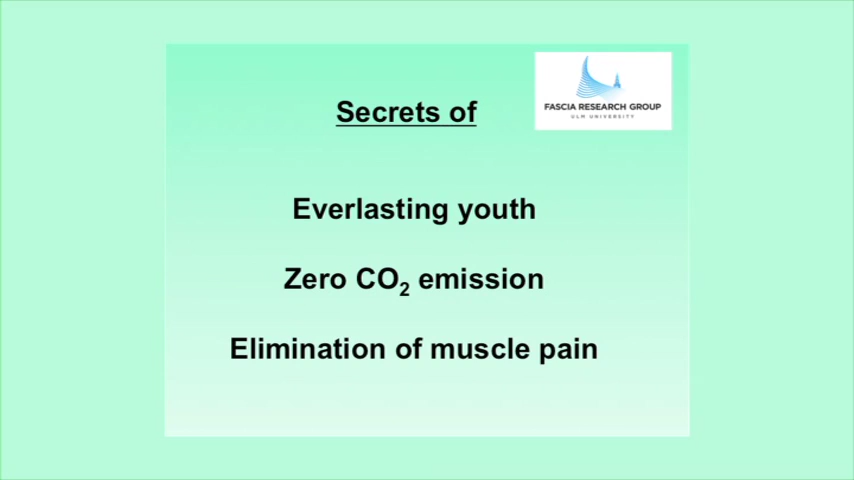 FASCIA RESEARCH GROUP
ULM UNIVERSITY
Secrets of
Everlasting youth
Zero CO₂ emission
Elimination of muscle pain